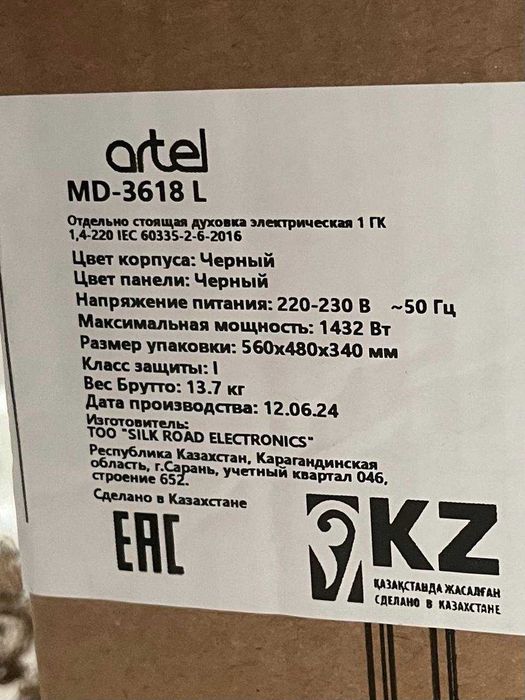 artel
MD-3618 L
Отдельно стоящая духовка электрическая 1 ГК
1,4-220 IEC 60335-2-6-2016
Цвет корпуса: Черный
Цвет панели: Черный
Напряжение питания: 220-230 В ~50 Гц
Максимальная мощность: 1432 Вт
Размер упаковки: 560х480х340 мм
Класс защиты: I
Вес Брутто: 13.7 кг
Дата производства: 12.06.24
Изготовитель:
ТОО "SILK ROAD ELECTRONICS"
Республика Казахстан, Карагандинская
область, г.Сарань, учетный квартал 046,
строение 652.
Сделано в Казахстане
EAC
KZ
ҚАЗАҚСТАНДА ЖАСАЛҒАН
СДЕЛАНО В КАЗАХСТАНЕ